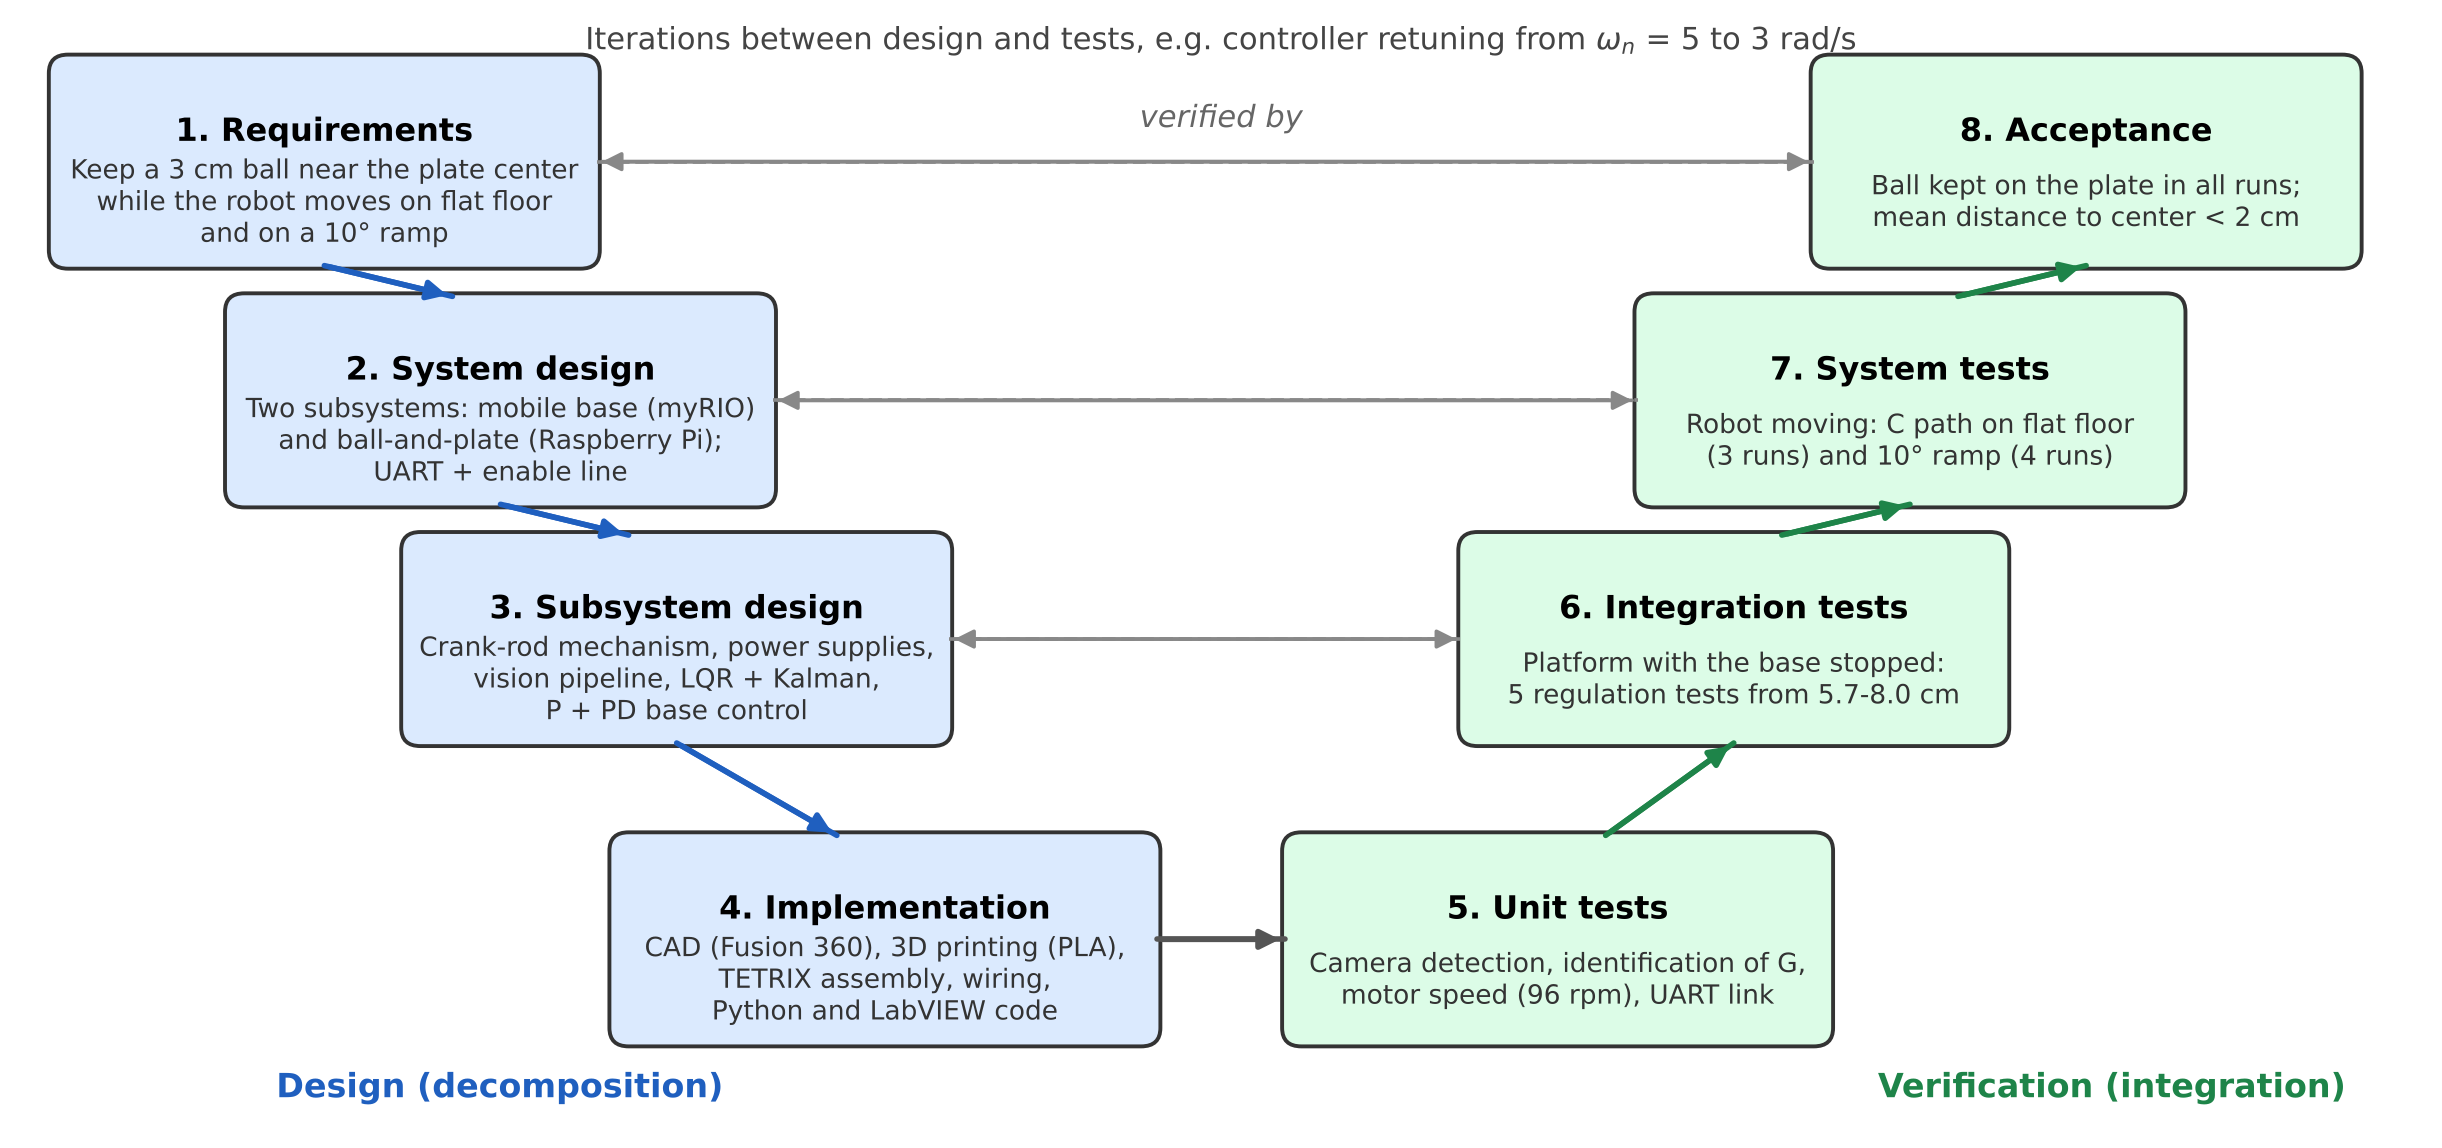 Iterations between design and tests, e.g. controller retuning from ωn = 5 to 3 rad/s
verified by
1. Requirements
Keep a 3 cm ball near the plate center
while the robot moves on flat floor
and on a 10° ramp
8. Acceptance
Ball kept on the plate in all runs;
mean distance to center < 2 cm
2. System design
Two subsystems: mobile base (myRIO)
and ball-and-plate (Raspberry Pi);
UART + enable line
7. System tests
Robot moving: C path on flat floor
(3 runs) and 10° ramp (4 runs)
3. Subsystem design
Crank-rod mechanism, power supplies,
vision pipeline, LQR + Kalman,
P + PD base control
6. Integration tests
Platform with the base stopped:
5 regulation tests from 5.7-8.0 cm
4. Implementation
CAD (Fusion 360), 3D printing (PLA),
TETRIX assembly, wiring,
Python and LabVIEW code
5. Unit tests
Camera detection, identification of G,
motor speed (96 rpm), UART link
Design (decomposition)
Verification (integration)